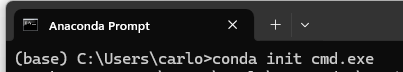 Anaconda Prompt
(base) C:\Users\carlo>conda init cmd.exe